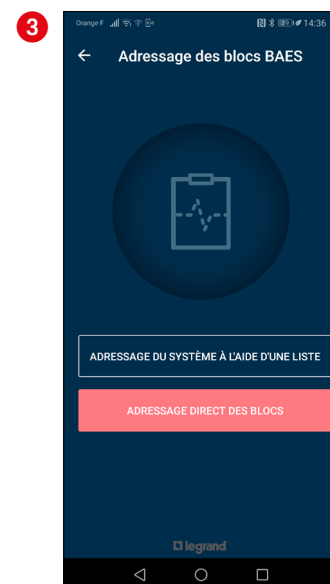 3
Orange F 14:36
Adressage des blocs BAES
ADRESSAGE DU SYSTÈME À L'AIDE D'UNE LISTE
ADRESSAGE DIRECT DES BLOCS
legrand